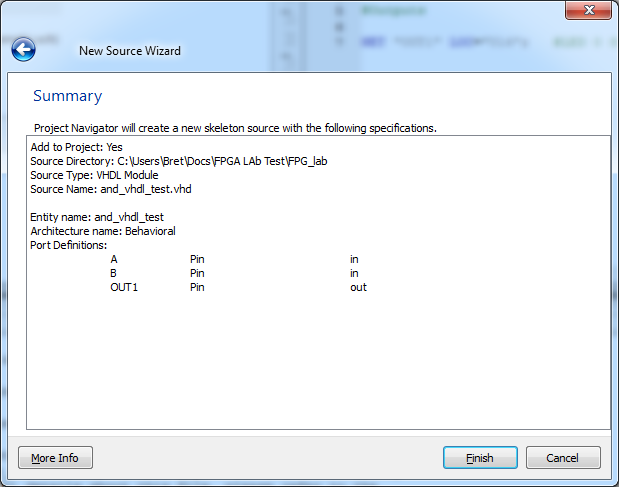 New Source Wizard
Summary
Project Navigator will create a new skeleton source with the following specifications.
Add to Project: Yes
Source Directory: C:\Users\Bret\Docs\FPGA LAb Test\FPG_lab
Source Type: VHDL Module
Source Name: and_vhdl_test.vhd
Entity name: and_vhdl_test
Architecture name: Behavioral
Port Definitions:
A Pin in
B Pin in
OUT1 Pin out
More Info Finish Cancel